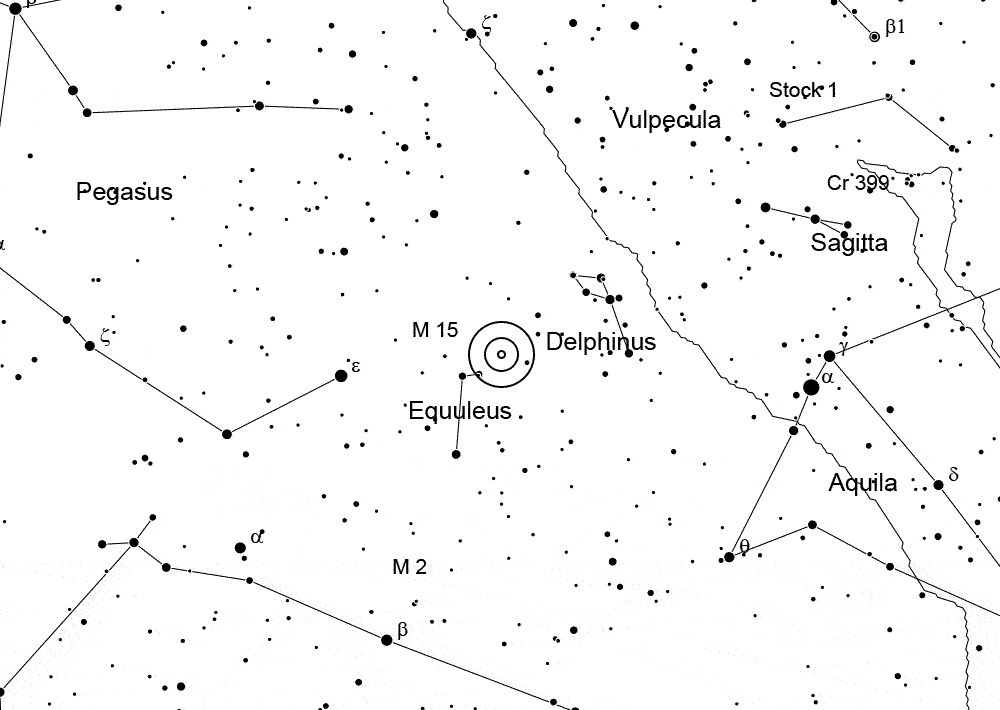 β
ζ
β1
Stock 1
Vulpecula
Pegasus
Cr 399
Sagitta
α
M 15
Delphinus
ζ
γ
ε
α
Equuleus
Aquila
δ
α
θ
M 2
β